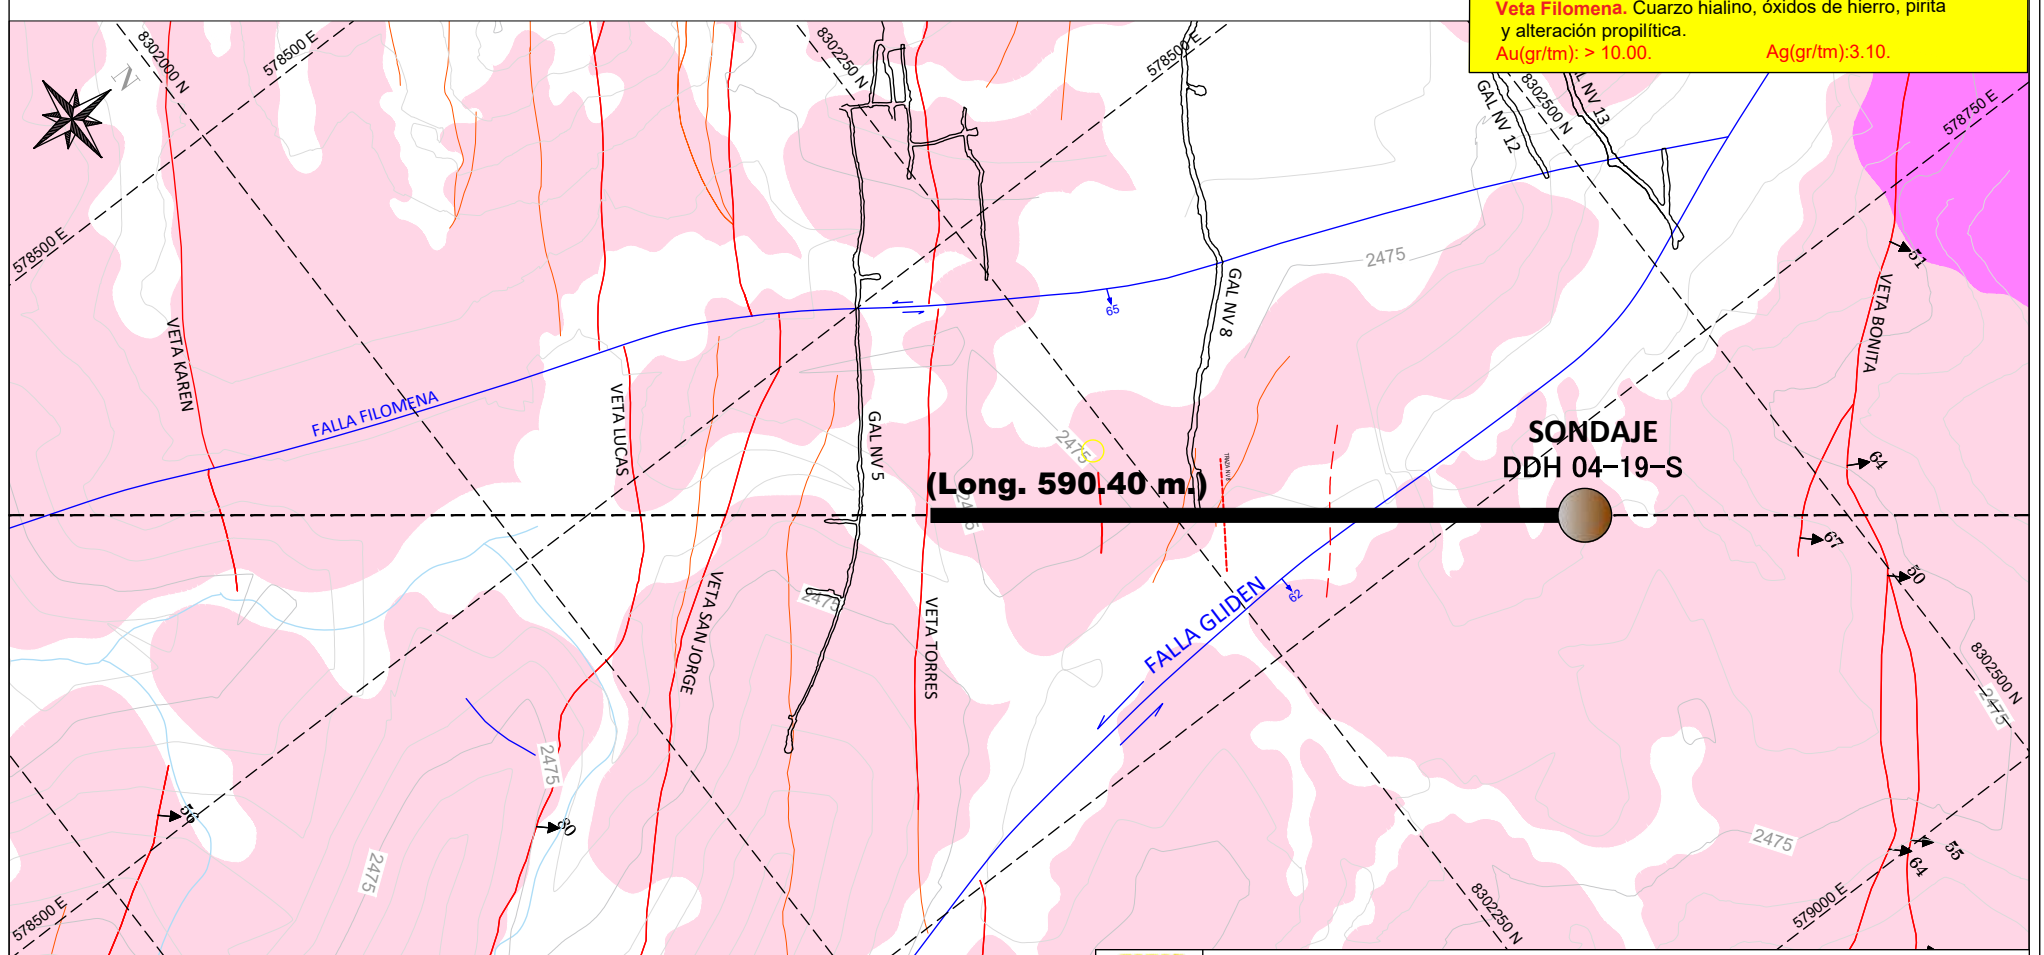 Veta Filomena. Cuarzo hialino, óxidos de hierro, pirita
y alteración propilítica.
Au(gr/tm): > 10.00. Ag(gr/tm):3.10.
N
8302000 N
578500 E
8302250 N
578500 E
GAL NV 12
8302500 N
L NV 13
578750 E
578500 E
2475
51
65
GAL NV 8
VETA KAREN
VETA BONITA
FALLA FILOMENA
VETA LUCAS
GAL NV 5
2475
SONDAJE
DDH 04-19-S
64
(Long. 590.40 m.)
2475
67
50
62
FALLA GLIDEN
2475
VETA SAN JORGE
VETA TORRES
8302500 N
2475
2475
56
80
2475
2475
55
64
578500 E
8302250 N
579000 E